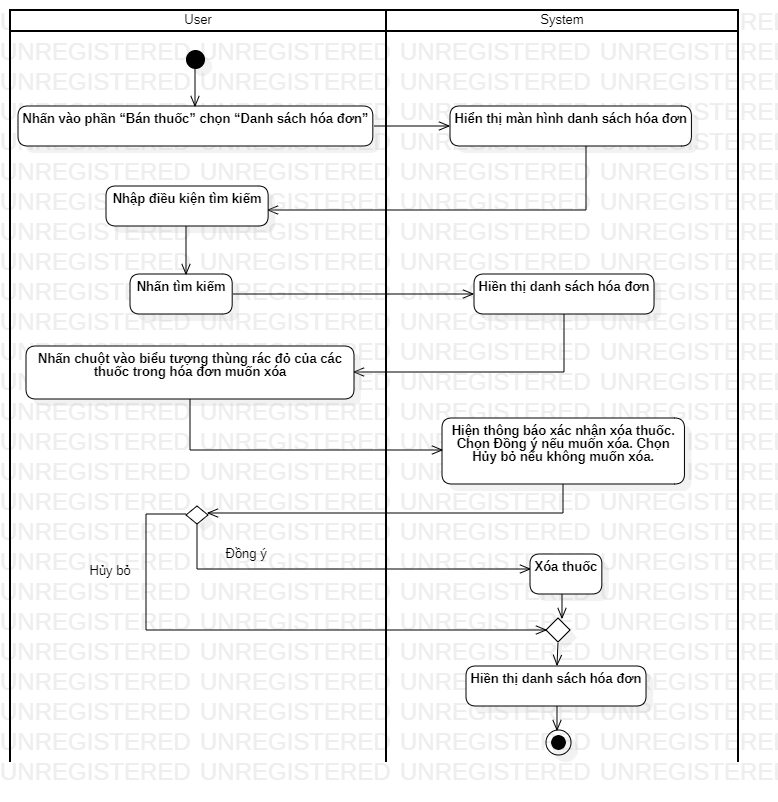 User
System
Nhấn vào phần “Bán thuốc” chọn “Danh sách hóa đơn”
Hiển thị màn hình danh sách hóa đơn
Nhập điều kiện tìm kiếm
Nhấn tìm kiếm
Hiền thị danh sách hóa đơn
Nhấn chuột vào biểu tượng thùng rác đỏ của các
thuốc trong hóa đơn muốn xóa
Hiện thông báo xác nhận xóa thuốc.
Chọn Đồng ý nếu muốn xóa. Chọn
Hủy bỏ nếu không muốn xóa.
Đồng ý
Hủy bỏ
Xóa thuốc
Hiền thị danh sách hóa đơn
UNREGISTERED